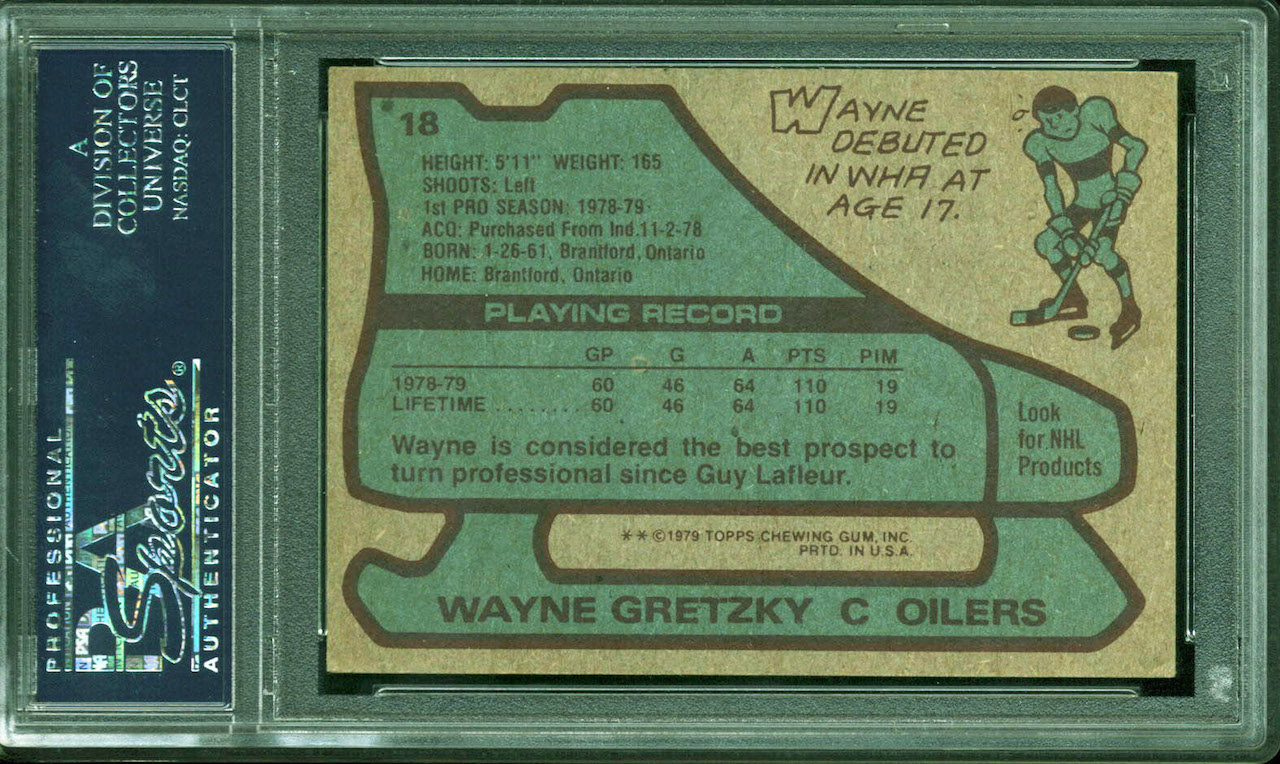 A
DIVISION OF
COLLECTORS
UNIVERSE
NASDAQ: CLCT
PROFESSIONAL
PSA
Sports®
AUTHENTICATOR
18
HEIGHT: 5'11" WEIGHT: 165
SHOOTS: Left
1st PRO SEASON: 1978-79
ACQ: Purchased From Ind.11-2-78
BORN: 1-26-61, Brantford, Ontario
HOME: Brantford, Ontario
WAYNE
DEBUTED
IN WHA AT
AGE 17.
PLAYING RECORD
GP G A PTS PIM
1978-79 60 46 64 110 19
LIFETIME ........ 60 46 64 110 19
Wayne is considered the best prospect to
turn professional since Guy Lafleur.
Look
for NHL
Products
**©1979 TOPPS CHEWING GUM, INC.
PRTD. IN U.S.A.
WAYNE GRETZKY C OILERS